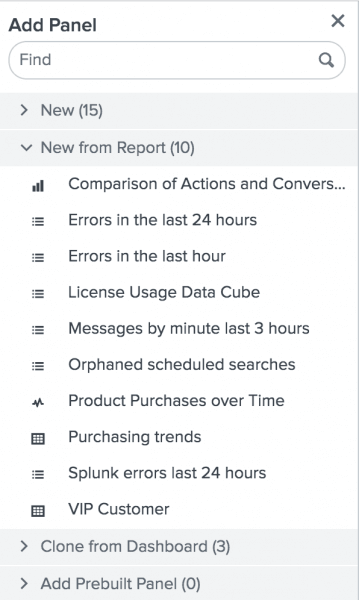 Add Panel
Find
New (15)
New from Report (10)
Comparison of Actions and Convers...
Errors in the last 24 hours
Errors in the last hour
License Usage Data Cube
Messages by minute last 3 hours
Orphaned scheduled searches
Product Purchases over Time
Purchasing trends
Splunk errors last 24 hours
VIP Customer
Clone from Dashboard (3)
Add Prebuilt Panel (0)